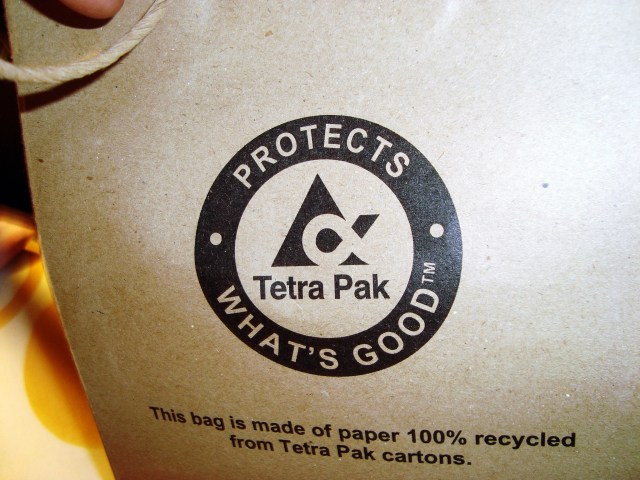 PROTECTS
Tetra Pak
WHAT'S GOOD™
This bag is made of paper 100% recycled
from Tetra Pak cartons.